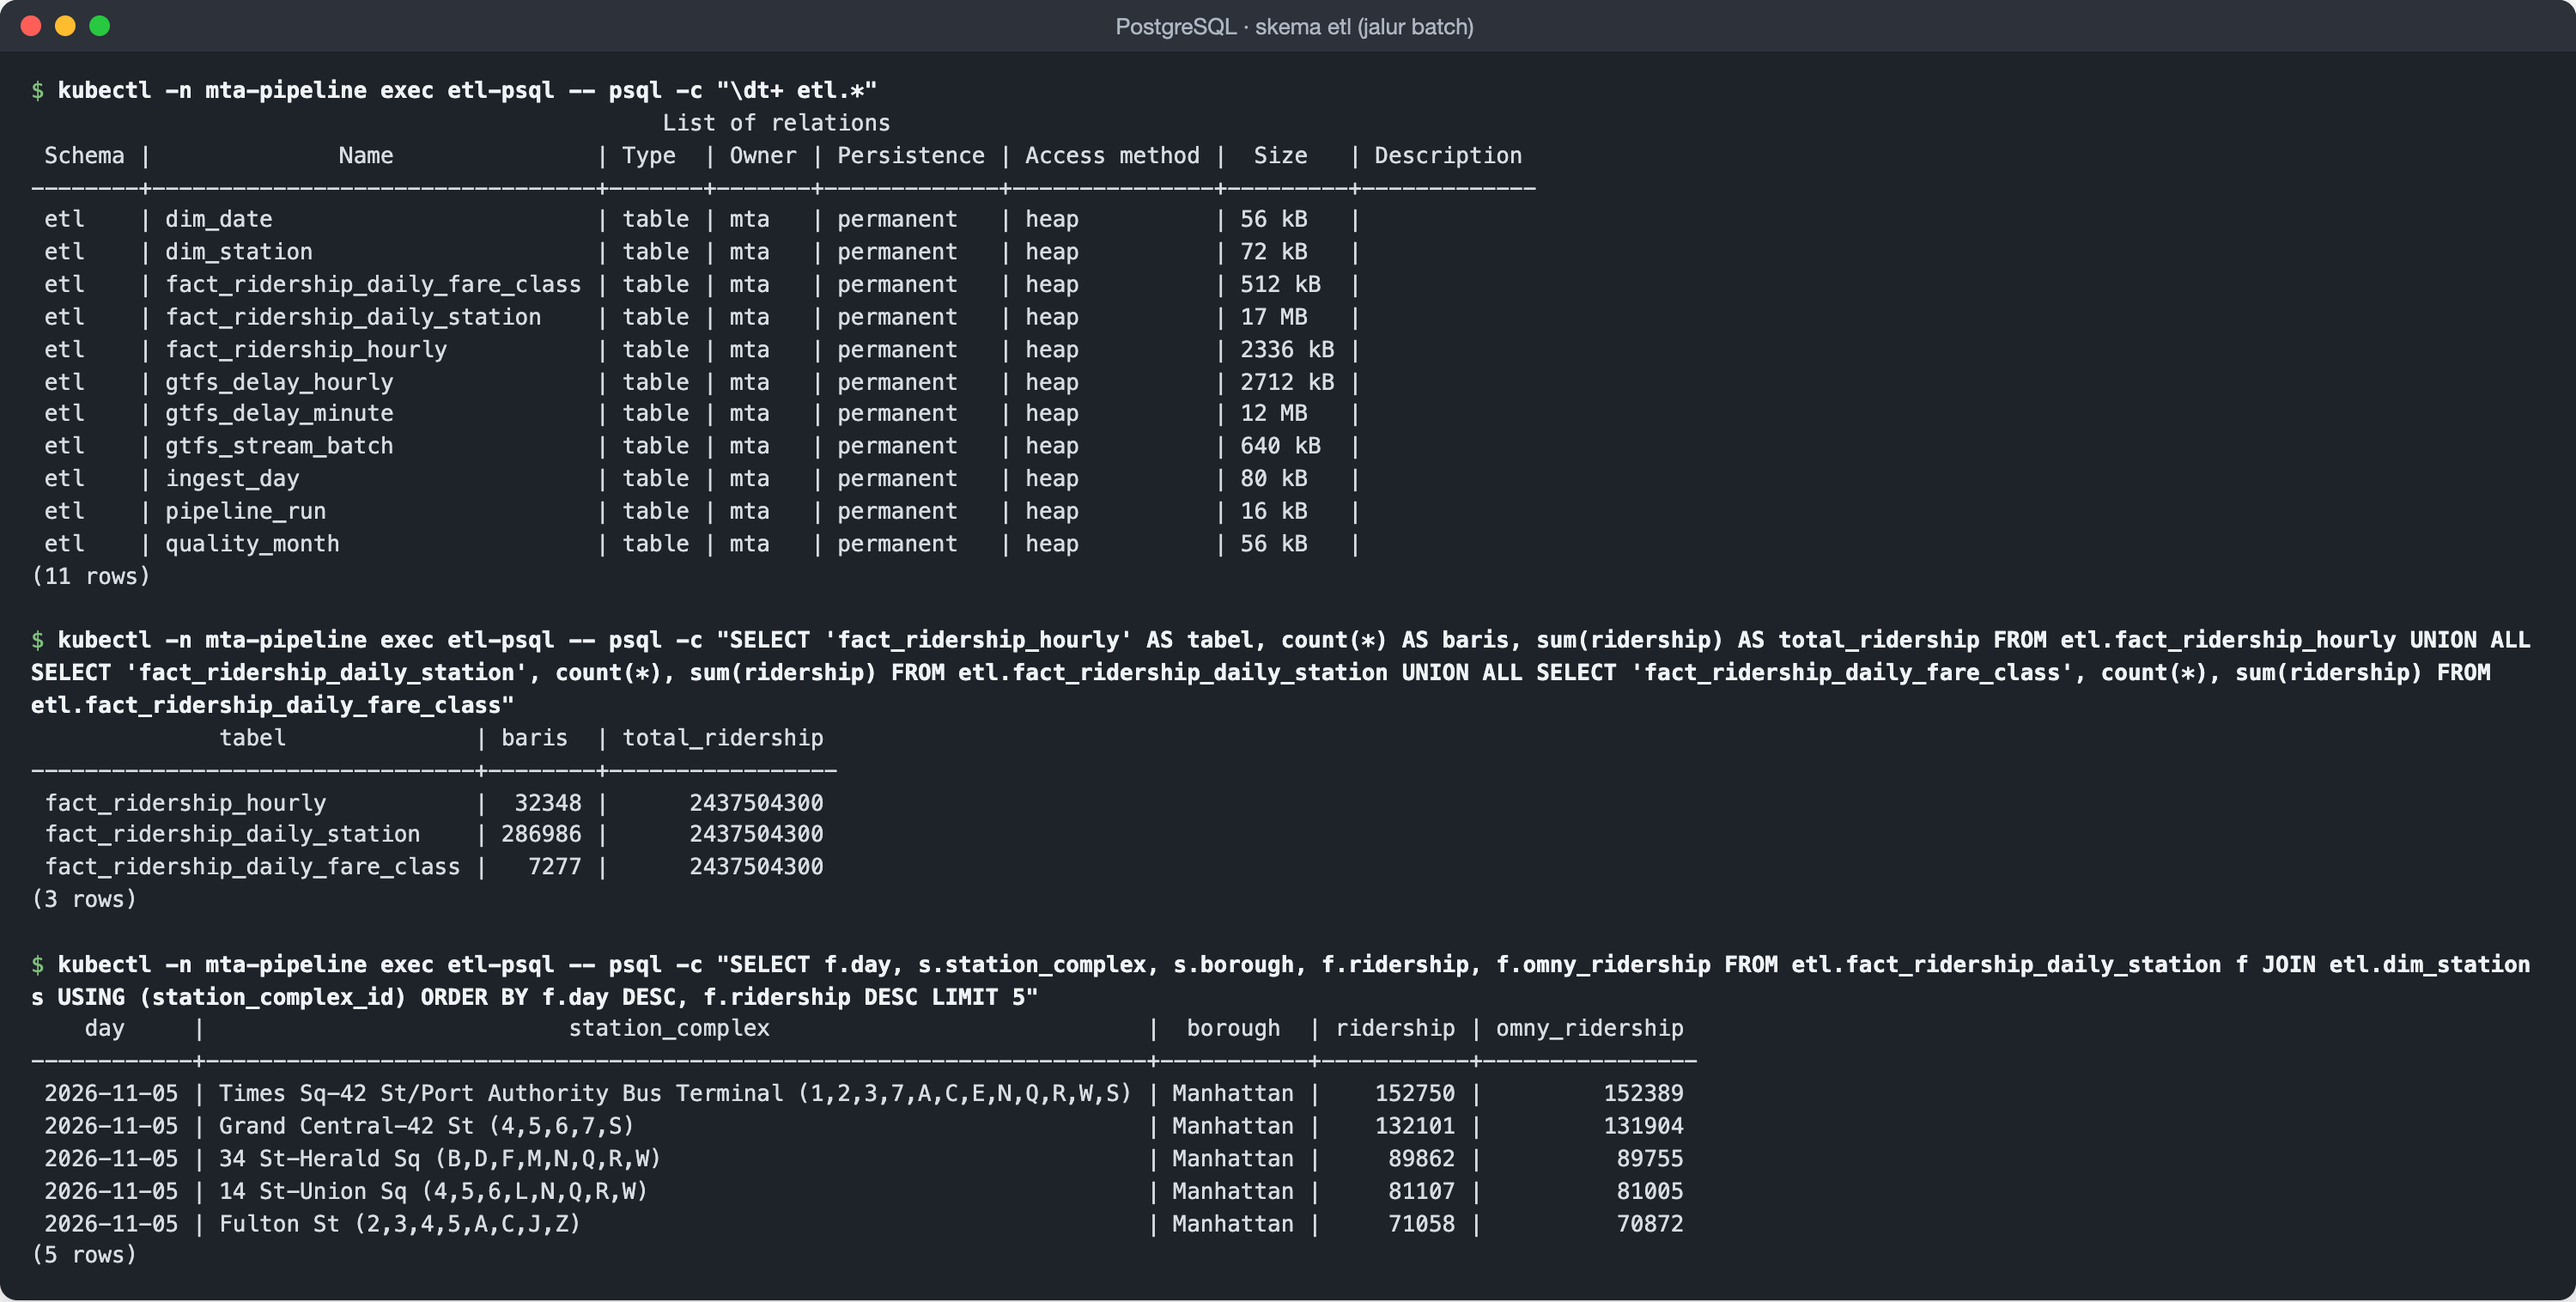 PostgreSQL · skema etl (jalur batch)
$ kubectl -n mta-pipeline exec etl-psql -- psql -c "\dt+ etl.*"
List of relations
Schema | Name | Type | Owner | Persistence | Access method | Size | Description
--------+---------------------------------+-------+-------+-------------+---------------+---------+-------------
etl | dim_date | table | mta | permanent | heap | 56 kB |
etl | dim_station | table | mta | permanent | heap | 72 kB |
etl | fact_ridership_daily_fare_class | table | mta | permanent | heap | 512 kB |
etl | fact_ridership_daily_station | table | mta | permanent | heap | 17 MB |
etl | fact_ridership_hourly | table | mta | permanent | heap | 2336 kB |
etl | gtfs_delay_hourly | table | mta | permanent | heap | 2712 kB |
etl | gtfs_delay_minute | table | mta | permanent | heap | 12 MB |
etl | gtfs_stream_batch | table | mta | permanent | heap | 640 kB |
etl | ingest_day | table | mta | permanent | heap | 80 kB |
etl | pipeline_run | table | mta | permanent | heap | 16 kB |
etl | quality_month | table | mta | permanent | heap | 56 kB |
(11 rows)
$ kubectl -n mta-pipeline exec etl-psql -- psql -c "SELECT 'fact_ridership_hourly' AS tabel, count(*) AS baris, sum(ridership) AS total_ridership FROM etl.fact_ridership_hourly UNION ALL
SELECT 'fact_ridership_daily_station', count(*), sum(ridership) FROM etl.fact_ridership_daily_station UNION ALL SELECT 'fact_ridership_daily_fare_class', count(*), sum(ridership) FROM
etl.fact_ridership_daily_fare_class"
tabel | baris | total_ridership
---------------------------------+--------+-----------------
fact_ridership_hourly | 32348 | 2437504300
fact_ridership_daily_station | 286986 | 2437504300
fact_ridership_daily_fare_class | 7277 | 2437504300
(3 rows)
$ kubectl -n mta-pipeline exec etl-psql -- psql -c "SELECT f.day, s.station_complex, s.borough, f.ridership, f.omny_ridership FROM etl.fact_ridership_daily_station f JOIN etl.dim_station
s USING (station_complex_id) ORDER BY f.day DESC, f.ridership DESC LIMIT 5"
day | station_complex | borough | ridership | omny_ridership
------------+----------------------------------------------------------------------+-----------+-----------+----------------
2026-11-05 | Times Sq-42 St/Port Authority Bus Terminal (1,2,3,7,A,C,E,N,Q,R,W,S) | Manhattan | 152750 | 152389
2026-11-05 | Grand Central-42 St (4,5,6,7,S) | Manhattan | 132101 | 131904
2026-11-05 | 34 St-Herald Sq (B,D,F,M,N,Q,R,W) | Manhattan | 89862 | 89755
2026-11-05 | 14 St-Union Sq (4,5,6,L,N,Q,R,W) | Manhattan | 81107 | 81005
2026-11-05 | Fulton St (2,3,4,5,A,C,J,Z) | Manhattan | 71058 | 70872
(5 rows)